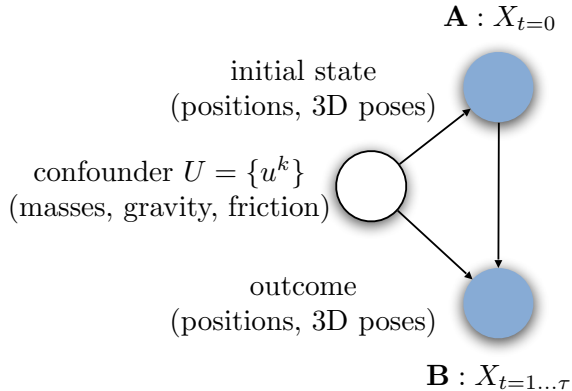 A : X_{t=0}
initial state
(positions, 3D poses)
confounder U = {u^k}
(masses, gravity, friction)
outcome
(positions, 3D poses)
B : X_{t=1...τ}